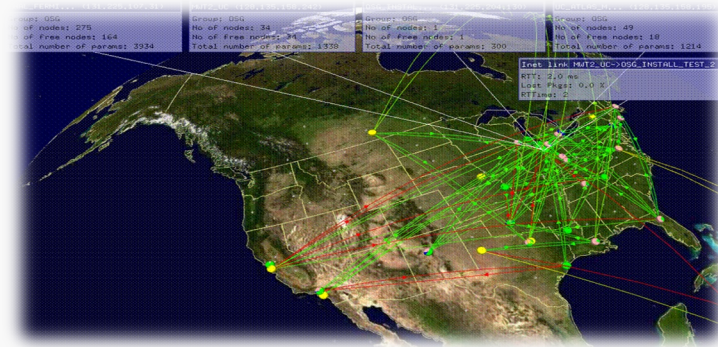 Group: OSG
No of nodes: 275
of free nodes: 164
Total number of params: 3934
Group: OSG
No of nodes: 34
No of free nodes: 34
Total number of params: 1338
Group: OSG
No of nodes: 1
No of free nodes: 1
Total number of params: 300
Group: OSG
No of nodes: 49
No of free nodes: 18
Total number of params: 1214
Inet link MWT2_UC->OSG_INSTALL_TEST_2
RTT: 2.0 ms
Lost Pkgs: 0.0 %
RTTime: 2